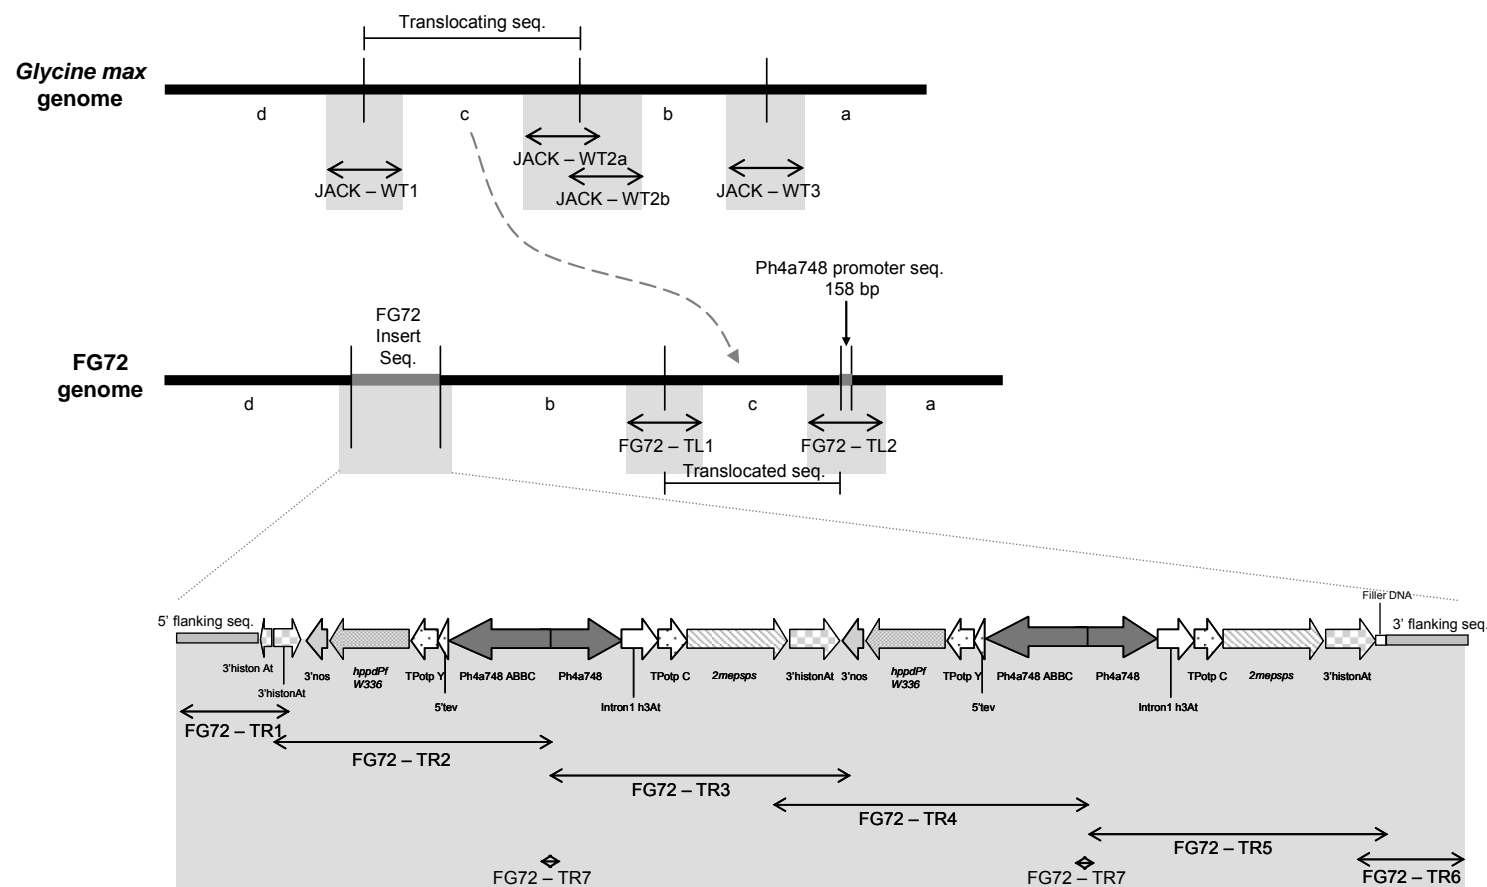 Translocating seq.
Glycine max
genome
d
c
b
a
JACK – WT1
JACK – WT2a
JACK – WT2b
JACK – WT3
Ph4a748 promoter seq.
158 bp
FG72
Insert
Seq.
FG72
genome
d
b
c
a
FG72 – TL1
FG72 – TL2
Translocated seq.
Filler DNA
5' flanking seq.
3' flanking seq.
3'histon At
3'histonAt
3'nos
hppdPf
W336
TPotp Y
5'tev
Ph4a748 ABBC
Ph4a748
Intron1 h3At
TPotp C
2mepsps
3'histonAt
3'nos
hppdPf
W336
TPotp Y
5'tev
Ph4a748 ABBC
Ph4a748
Intron1 h3At
TPotp C
2mepsps
3'histonAt
FG72 – TR1
FG72 – TR2
FG72 – TR3
FG72 – TR4
FG72 – TR5
FG72 – TR7
FG72 – TR7
FG72 – TR6